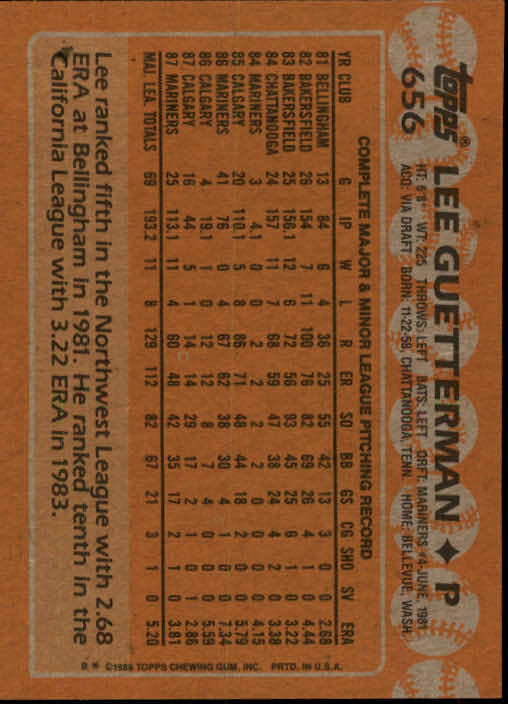 topps® LEE GUETTERMAN ♦ P
656
HT: 6'8" WT: 225 THROWS: LEFT BATS: LEFT DRFT: MARINERS #4-JUNE, 1981
ACQ: VIA DRAFT BORN: 11-22-58, CHATTANOOGA, TENN HOME: BELLEVUE, WASH.
COMPLETE MAJOR & MINOR LEAGUE PITCHING RECORD
YR CLUB G IP W L R ER SO BB GS CG SHO SV ERA
81 BELLINGHAM 13 84 6 4 36 25 55 42 13 3 0 0 2.68
82 BAKERSFIELD 26 154 7 11 100 76 82 69 26 4 1 0 4.44
83 BAKERSFIELD 25 156.1 12 6 72 56 93 45 25 6 1 0 3.22
84 CHATTANOOGA 24 157 11 7 68 59 47 38 24 4 2 0 3.38
84 MARINERS 3 4.1 0 0 2 2 2 2 0 0 0 0 4.15
85 CALGARY 20 110.1 5 8 86 71 48 44 18 2 0 0 5.79
86 MARINERS 41 76 0 4 67 62 38 30 4 1 0 0 7.34
86 CALGARY 4 19.1 1 0 12 12 8 7 4 0 0 0 5.59
87 CALGARY 16 44 5 1 14 14 29 17 2 0 0 1 2.86
87 MARINERS 25 113.1 11 4 60 48 42 35 17 2 1 0 3.81
MAJ. LEA. TOTALS 69 193.2 11 8 129 112 82 67 21 3 1 0 5.20
©1988 TOPPS CHEWING GUM, INC. PRTD. IN U.S.A.
Lee ranked fifth in the Northwest League with 2.68
ERA at Bellingham in 1981. He ranked tenth in the
California League with 3.22 ERA in 1983.